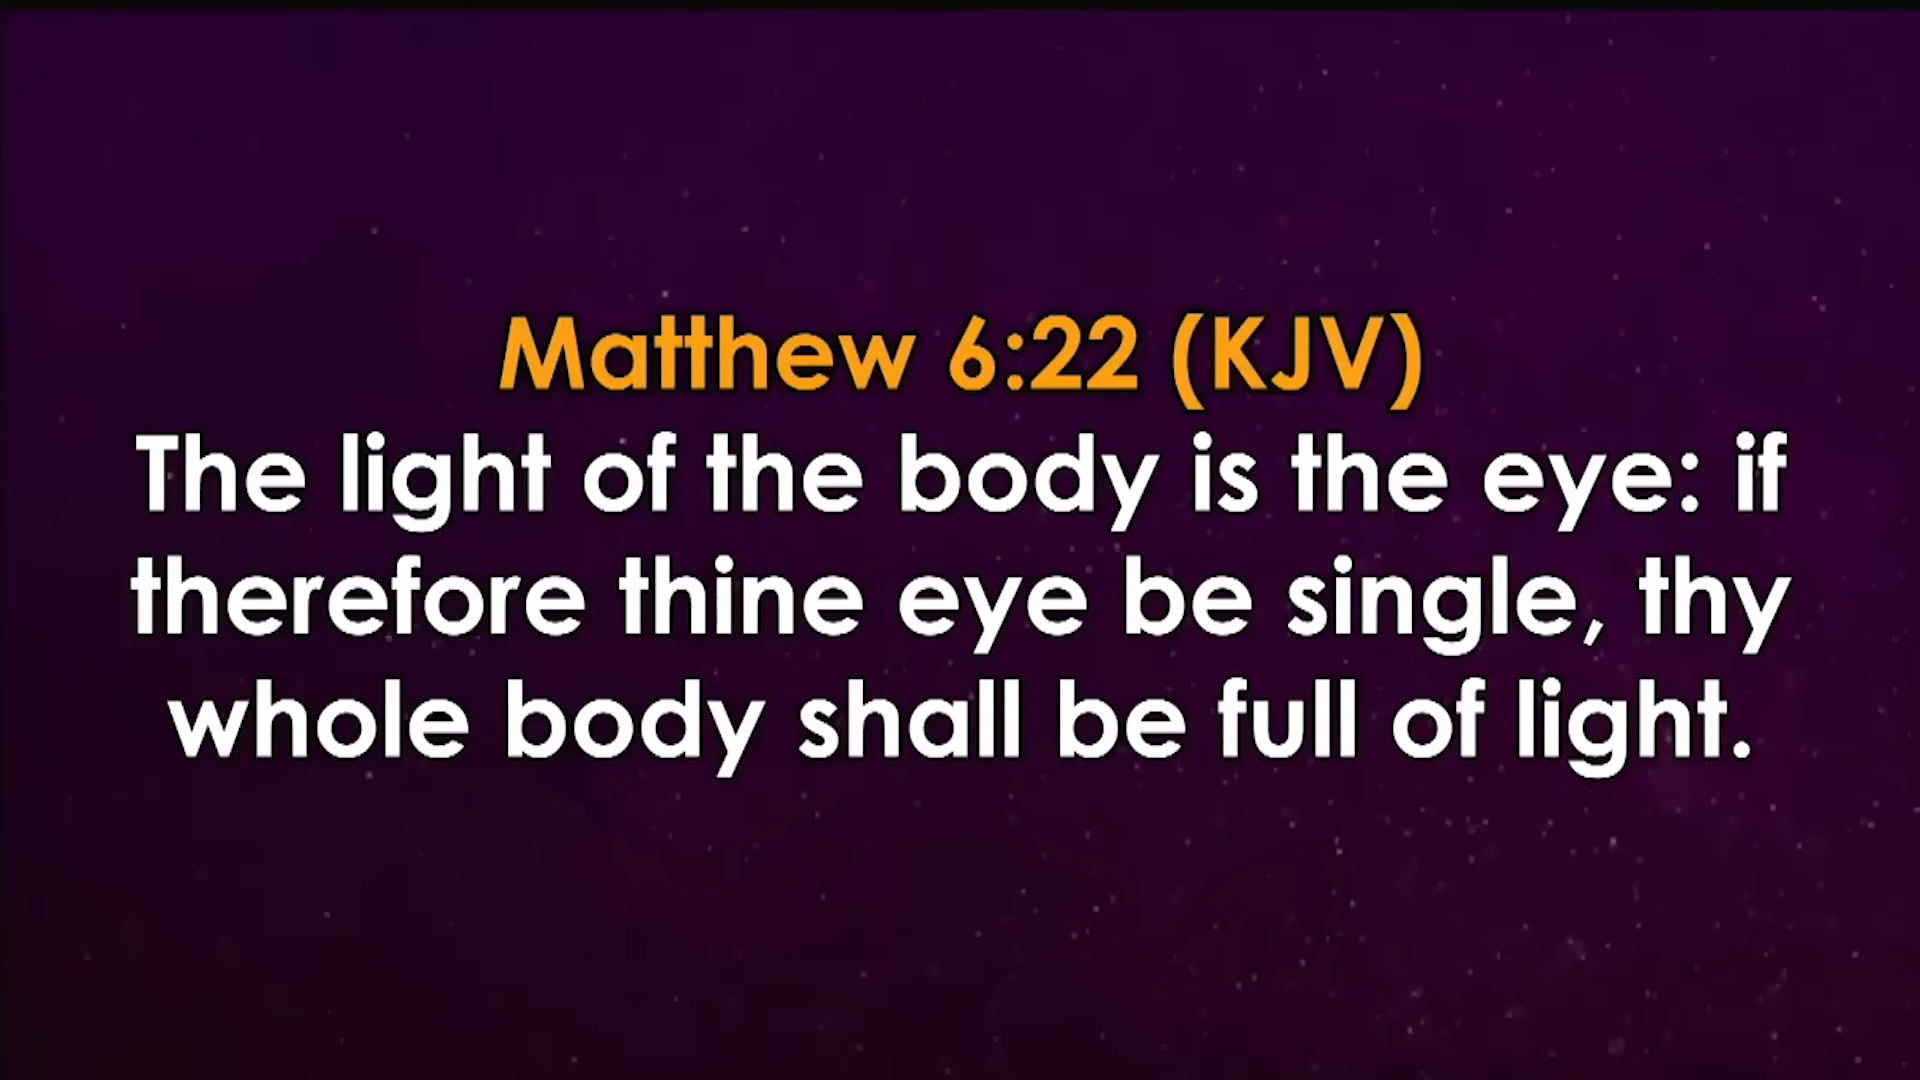 Matthew 6:22 (KJV)
The light of the body is the eye: if
therefore thine eye be single, thy
whole body shall be full of light.